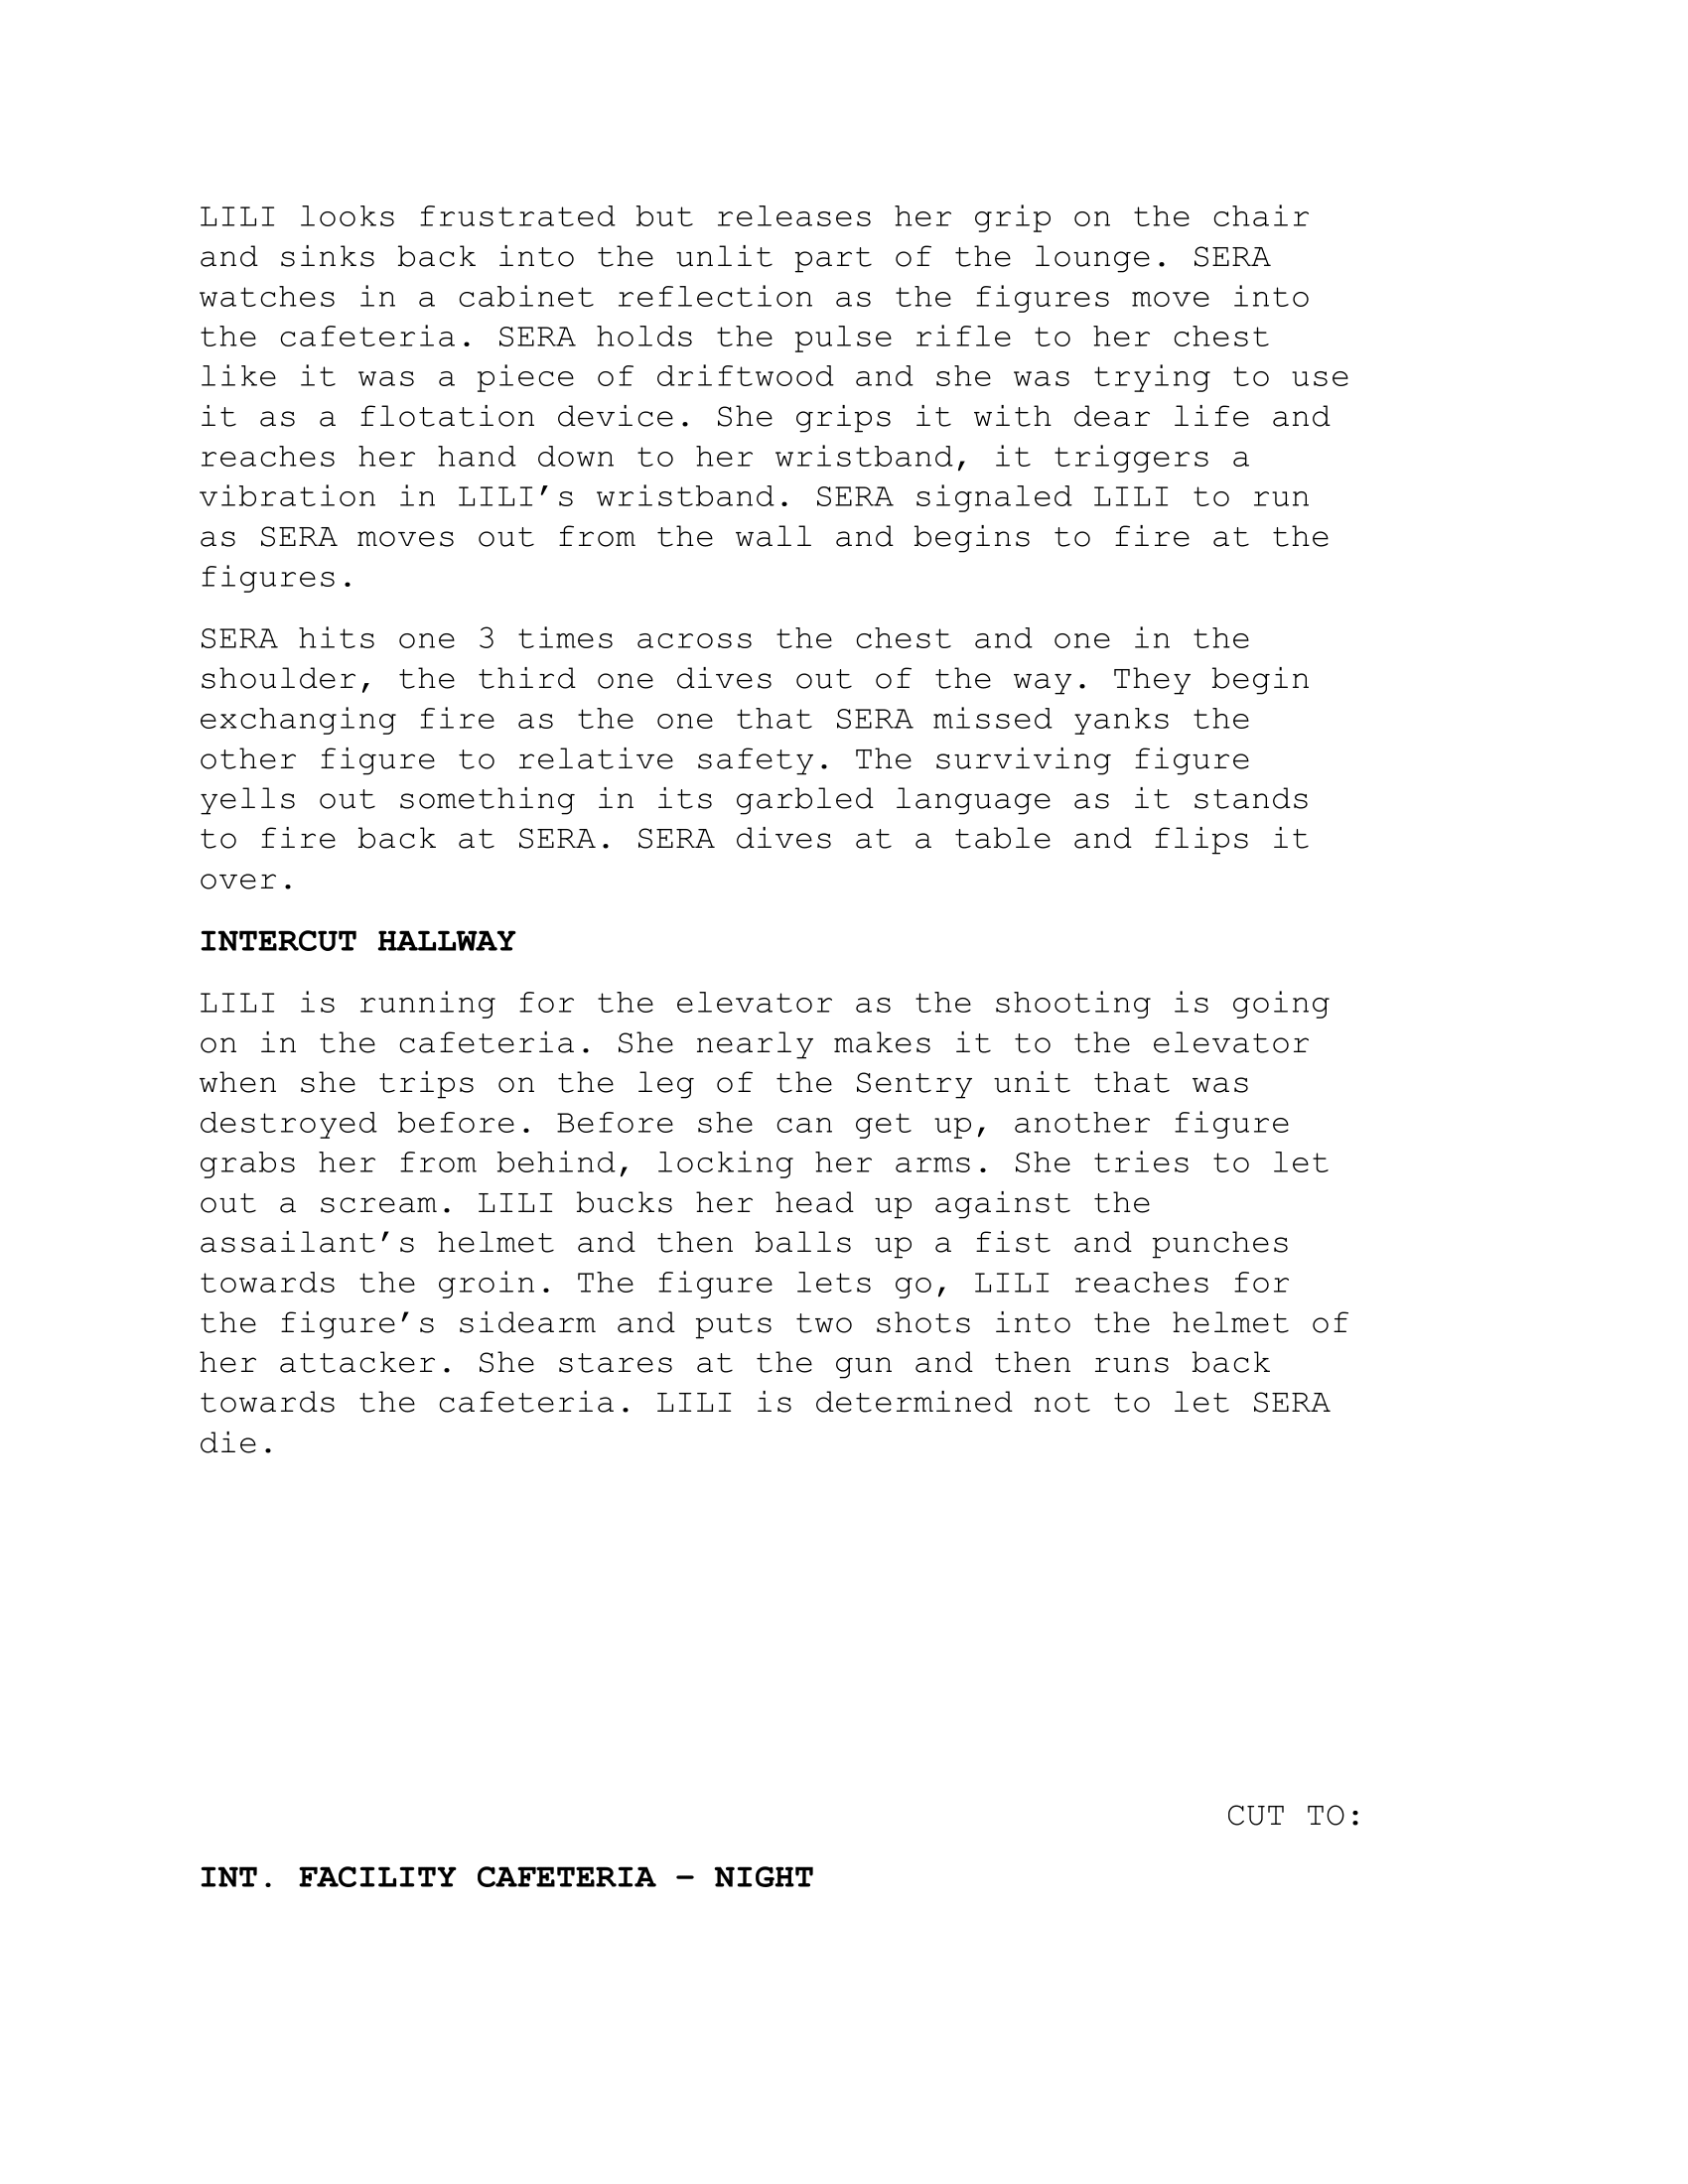 LILI looks frustrated but releases her grip on the chair
and sinks back into the unlit part of the lounge. SERA
watches in a cabinet reflection as the figures move into
the cafeteria. SERA holds the pulse rifle to her chest
like it was a piece of driftwood and she was trying to use
it as a flotation device. She grips it with dear life and
reaches her hand down to her wristband, it triggers a
vibration in LILI’s wristband. SERA signaled LILI to run
as SERA moves out from the wall and begins to fire at the
figures.
SERA hits one 3 times across the chest and one in the
shoulder, the third one dives out of the way. They begin
exchanging fire as the one that SERA missed yanks the
other figure to relative safety. The surviving figure
yells out something in its garbled language as it stands
to fire back at SERA. SERA dives at a table and flips it
over.
INTERCUT HALLWAY
LILI is running for the elevator as the shooting is going
on in the cafeteria. She nearly makes it to the elevator
when she trips on the leg of the Sentry unit that was
destroyed before. Before she can get up, another figure
grabs her from behind, locking her arms. She tries to let
out a scream. LILI bucks her head up against the
assailant’s helmet and then balls up a fist and punches
towards the groin. The figure lets go, LILI reaches for
the figure’s sidearm and puts two shots into the helmet of
her attacker. She stares at the gun and then runs back
towards the cafeteria. LILI is determined not to let SERA
die.
CUT TO:
INT. FACILITY CAFETERIA – NIGHT